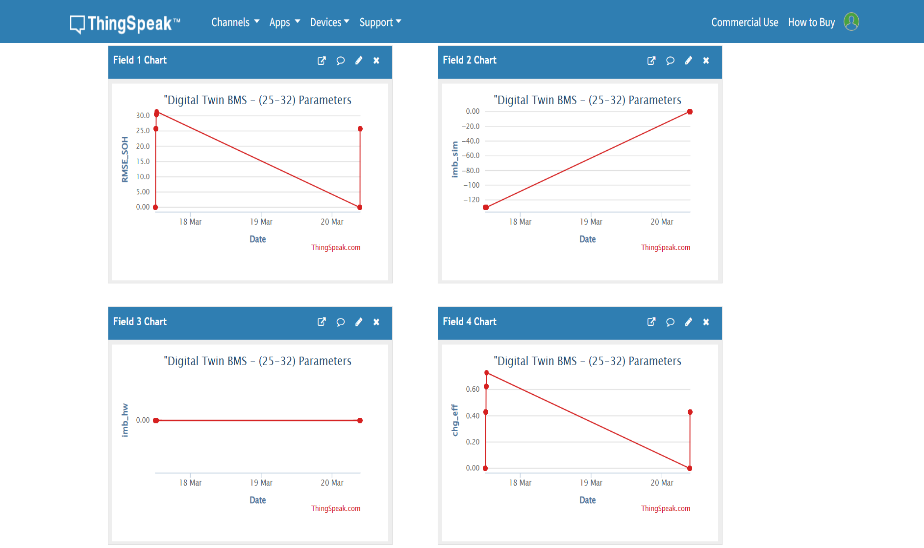 ThingSpeak™ Channels Apps Devices Support Commercial Use How to Buy
Field 1 Chart
"Digital Twin BMS - (25-32) Parameters
RMSE_SOH
30.0
25.0
20.0
15.0
10.0
5.00
0.00
18 Mar 19 Mar 20 Mar
Date
ThingSpeak.com
Field 2 Chart
"Digital Twin BMS - (25-32) Parameters
imb_sim
0.00
-20.0
-40.0
-60.0
-80.0
-100
-120
18 Mar 19 Mar 20 Mar
Date
ThingSpeak.com
Field 3 Chart
"Digital Twin BMS - (25-32) Parameters
imb_hw
0.00
18 Mar 19 Mar 20 Mar
Date
ThingSpeak.com
Field 4 Chart
"Digital Twin BMS - (25-32) Parameters
chg_eff
0.60
0.40
0.20
0.00
18 Mar 19 Mar 20 Mar
Date
ThingSpeak.com